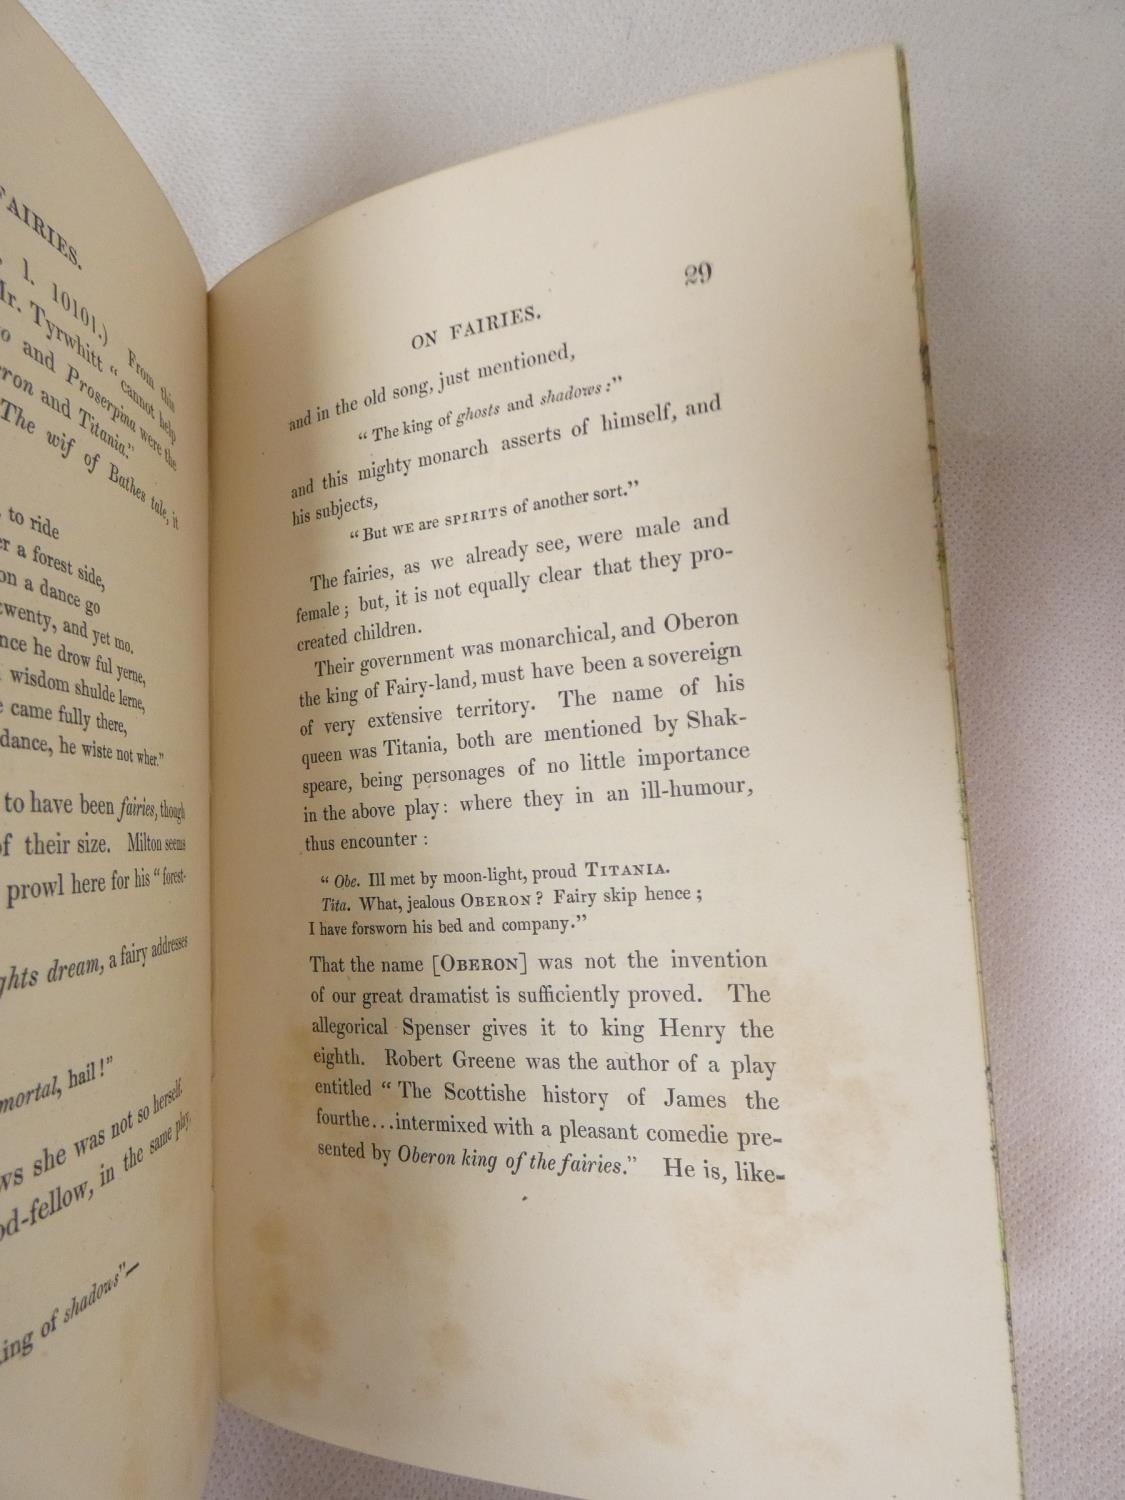 FAIRIES.
l. 10101.) From this
Mr. Tyrwhitt "cannot help
and Proserpina were the
and Titania."
The wif of Bathes tale, it
to ride
a forest side,
on a dance go
twenty, and yet mo.
he drow ful yerne,
wisdom shulde lerne,
came fully there,
dance, he wiste not wher."
to have been fairies, though
of their size. Milton seems
prowl here for his "forest-
dream, a fairy addresses
mortal, hail!"
she was not so herself.
in the same play,
king of shadows"—
29
ON FAIRIES.
and in the old song, just mentioned,
"The king of ghosts and shadows:"
and this mighty monarch asserts of himself, and
his subjects,
"But WE are SPIRITS of another sort."
The fairies, as we already see, were male and
female; but, it is not equally clear that they pro-
created children.
Their government was monarchical, and Oberon
the king of Fairy-land, must have been a sovereign
of very extensive territory. The name of his
queen was Titania, both are mentioned by Shak-
speare, being personages of no little importance
in the above play: where they in an ill-humour,
thus encounter:
"Obe. Ill met by moon-light, proud TITANIA.
Tita. What, jealous OBERON? Fairy skip hence;
I have forsworn his bed and company."
That the name [OBERON] was not the invention
of our great dramatist is sufficiently proved. The
allegorical Spenser gives it to king Henry the
eighth. Robert Greene was the author of a play
entitled "The Scottishe history of James the
fourthe...intermixed with a pleasant comedie pre-
sented by Oberon king of the fairies." He is, like-